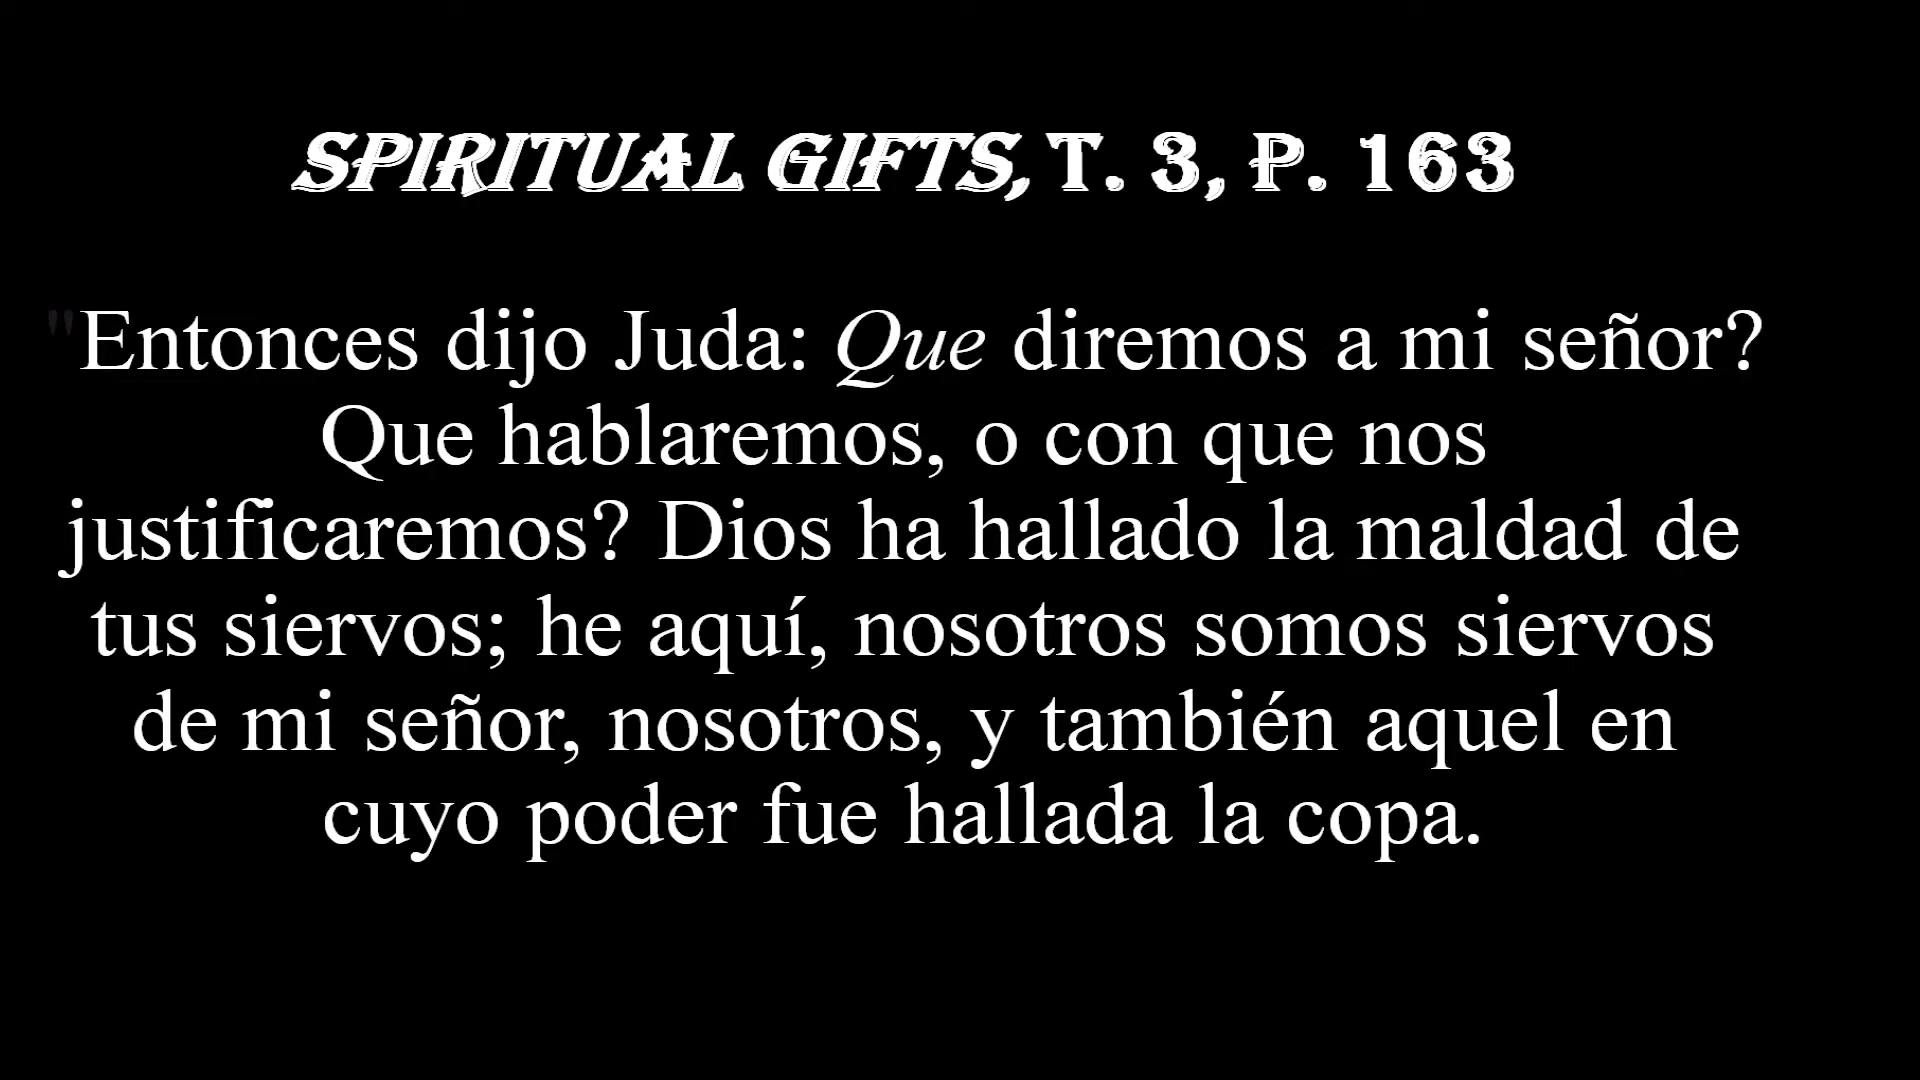 SPIRITUAL GIFTS, T. 3, P. 163
"Entonces dijo Juda: Que diremos a mi señor?
Que hablaremos, o con que nos
justificaremos? Dios ha hallado la maldad de
tus siervos; he aquí, nosotros somos siervos
de mi señor, nosotros, y también aquel en
cuyo poder fue hallada la copa.